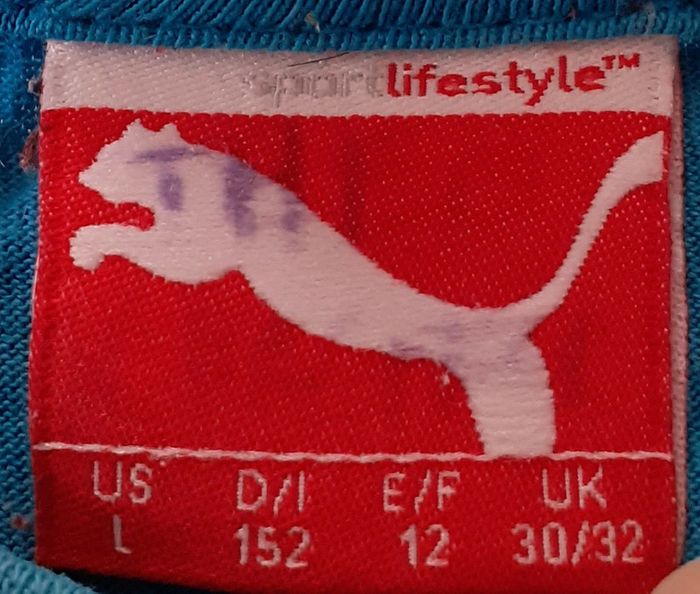 sportlifestyle™
US D/I E/F UK
L 152 12 30/32